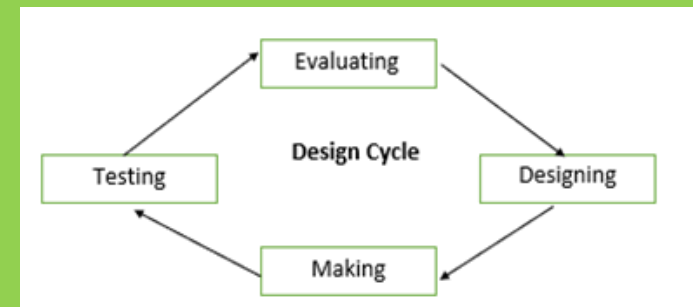 Evaluating
Design Cycle
Testing
Designing
Making